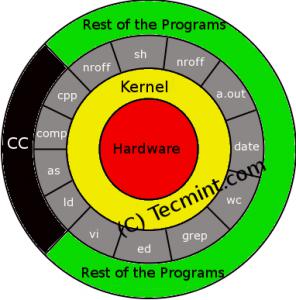 Rest of the Programs
sh
nroff
nroff
cpp
a.out
Kernel
CC
comp
Hardware
date
as
(C) Tecmint.com
ld
wc
vi
ed
grep
Rest of the Programs